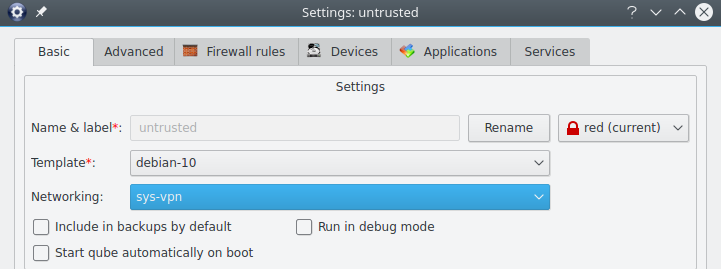 Settings: untrusted
Basic Advanced Firewall rules Devices Applications Services
Settings
Name & label*: untrusted Rename red (current)
Template*: debian-10
Networking: sys-vpn
Include in backups by default Run in debug mode
Start qube automatically on boot